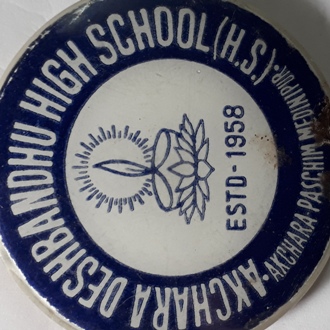 AKCHARA DESHBANDHU HIGH SCHOOL(H.S.)
AKCHARA·PASCHIM MEDINIPUR·
ESTD-1958